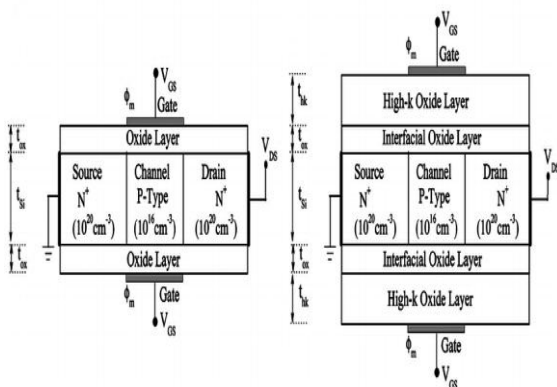 V_GS
ϕ_m
Gate
t_ox
Oxide Layer
V_DS
t_Si
Source
N⁺
(10²⁰cm⁻³)
Channel
P-Type
(10¹⁶cm⁻³)
Drain
N⁺
(10²⁰cm⁻³)
t_ox
Oxide Layer
ϕ_m
Gate
V_GS
V_GS
ϕ_m
Gate
t_hk
High-k Oxide Layer
t_ox
Interfacial Oxide Layer
V_DS
t_Si
Source
N⁺
(10²⁰cm⁻³)
Channel
P-Type
(10¹⁶cm⁻³)
Drain
N⁺
(10²⁰cm⁻³)
t_ox
Interfacial Oxide Layer
t_hk
High-k Oxide Layer
ϕ_m
Gate
V_GS